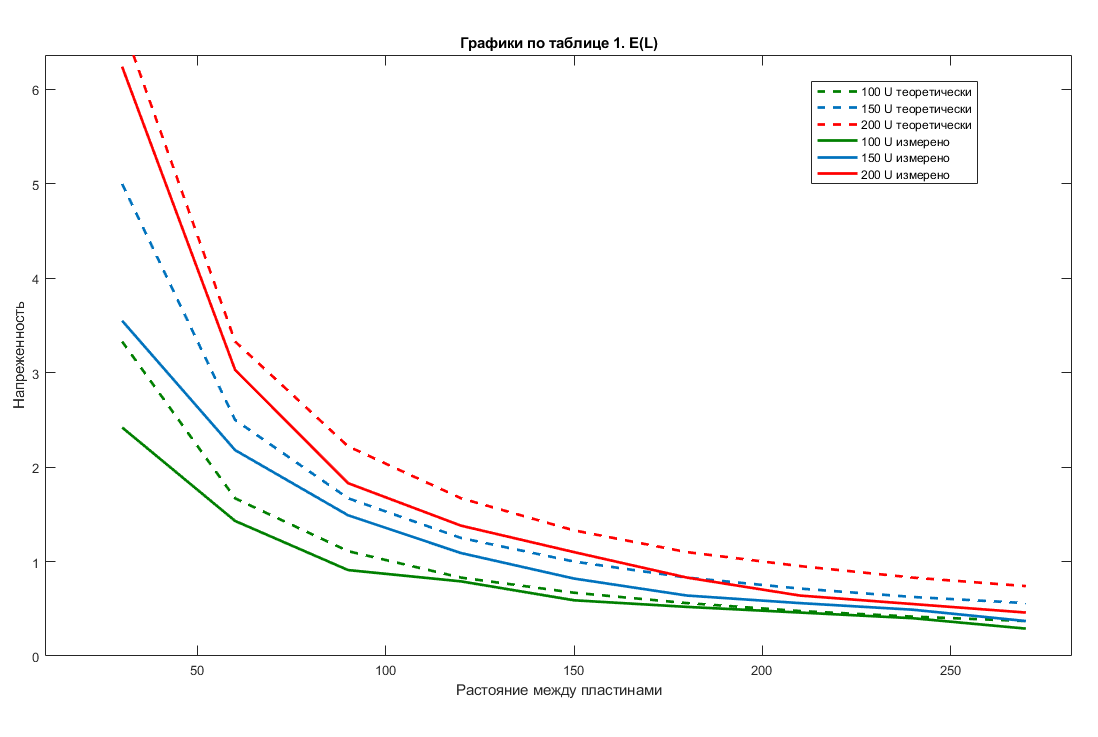 Графики по таблице 1. E(L)
100 U теоретически
150 U теоретически
200 U теоретически
100 U измерено
150 U измерено
200 U измерено
Напреженность
6
5
4
3
2
1
0
50
100
150
200
250
Растояние между пластинами